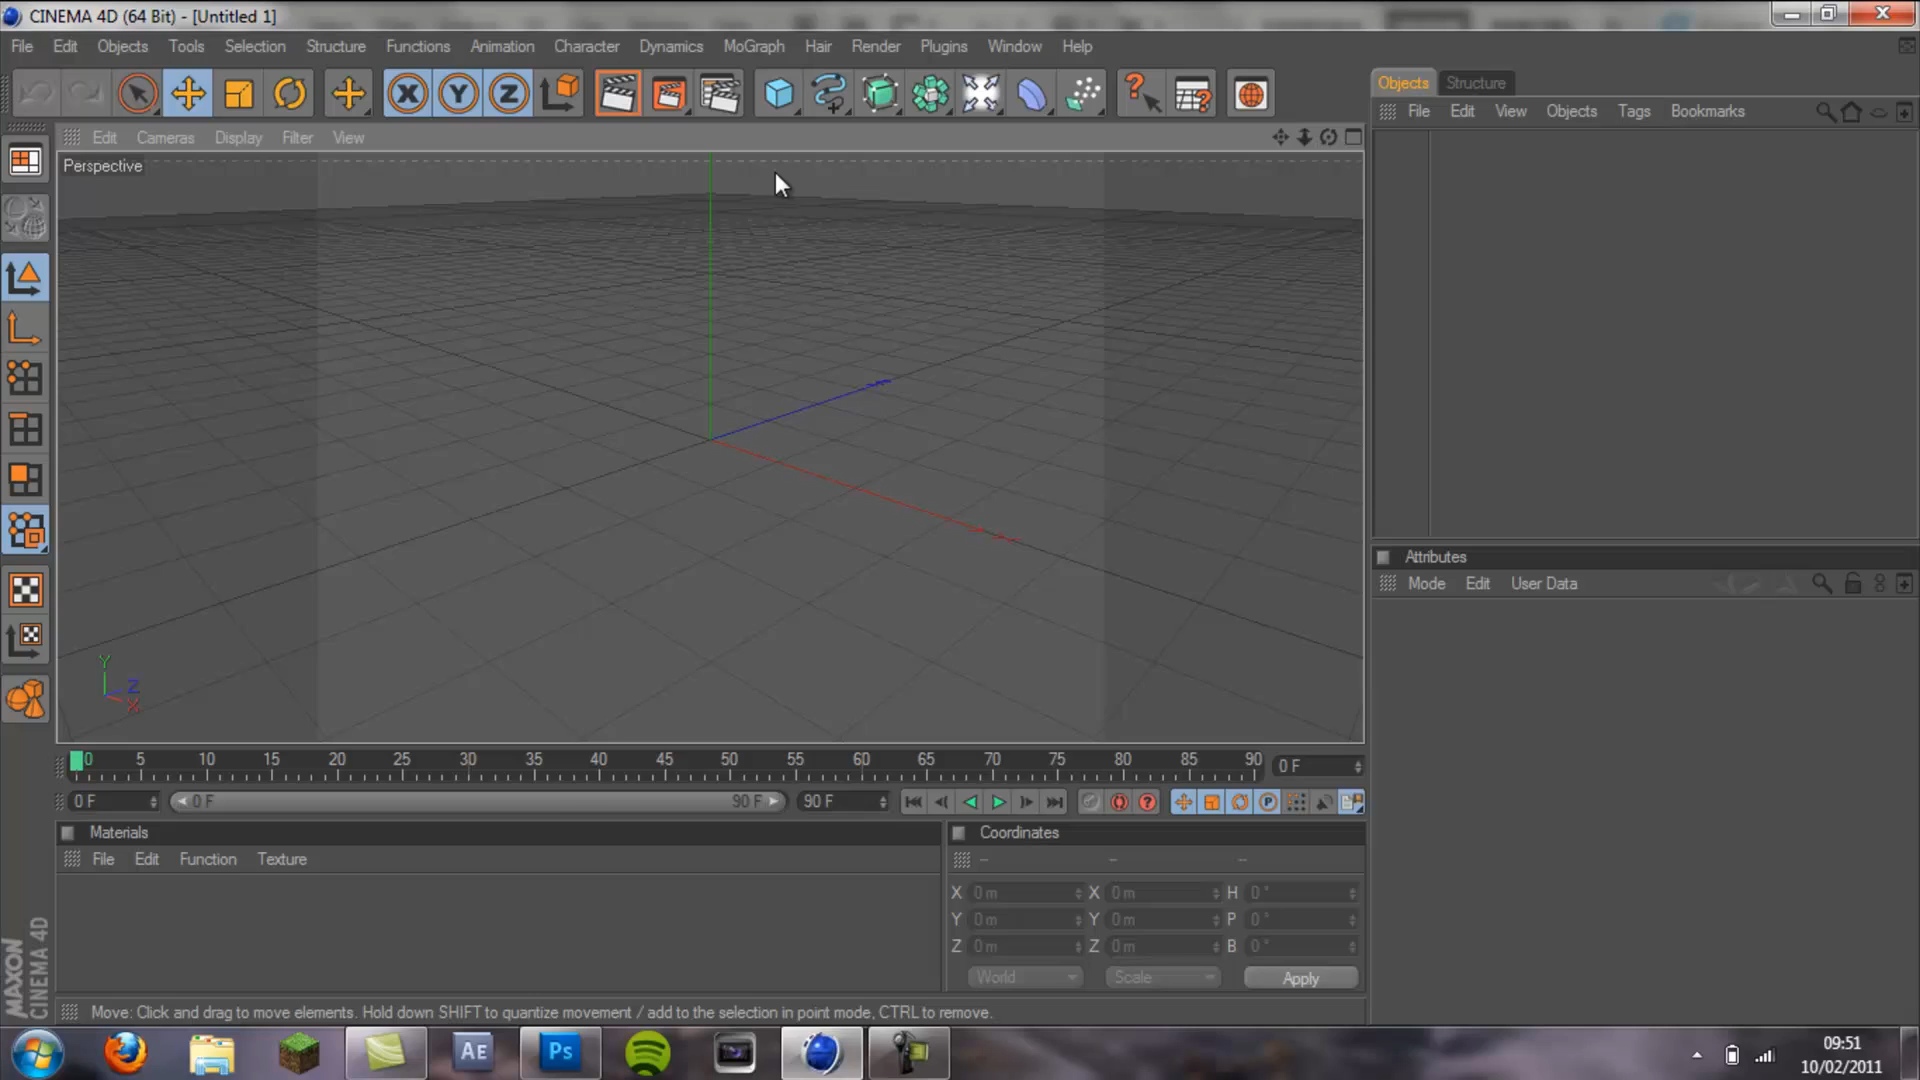 CINEMA 4D (64 Bit) - [Untitled 1]
File Edit Objects Tools Selection Structure Functions Animation Character Dynamics MoGraph Hair Render Plugins Window Help
X Y Z
Objects Structure
File Edit View Objects Tags Bookmarks
Edit Cameras Display Filter View
Perspective
Y
Z
X
Attributes
Mode Edit User Data
0 5 10 15 20 25 30 35 40 45 50 55 60 65 70 75 80 85 90 0 F
0 F 0 F 90 F 90 F P
Materials
File Edit Function Texture
Coordinates
-- -- --
X 0 m X 0 m H 0 °
Y 0 m Y 0 m P 0 °
Z 0 m Z 0 m B 0 °
World Scale Apply
MAXON
CINEMA 4D
Move: Click and drag to move elements. Hold down SHIFT to quantize movement / add to the selection in point mode, CTRL to remove.
AE Ps
09:51
10/02/2011